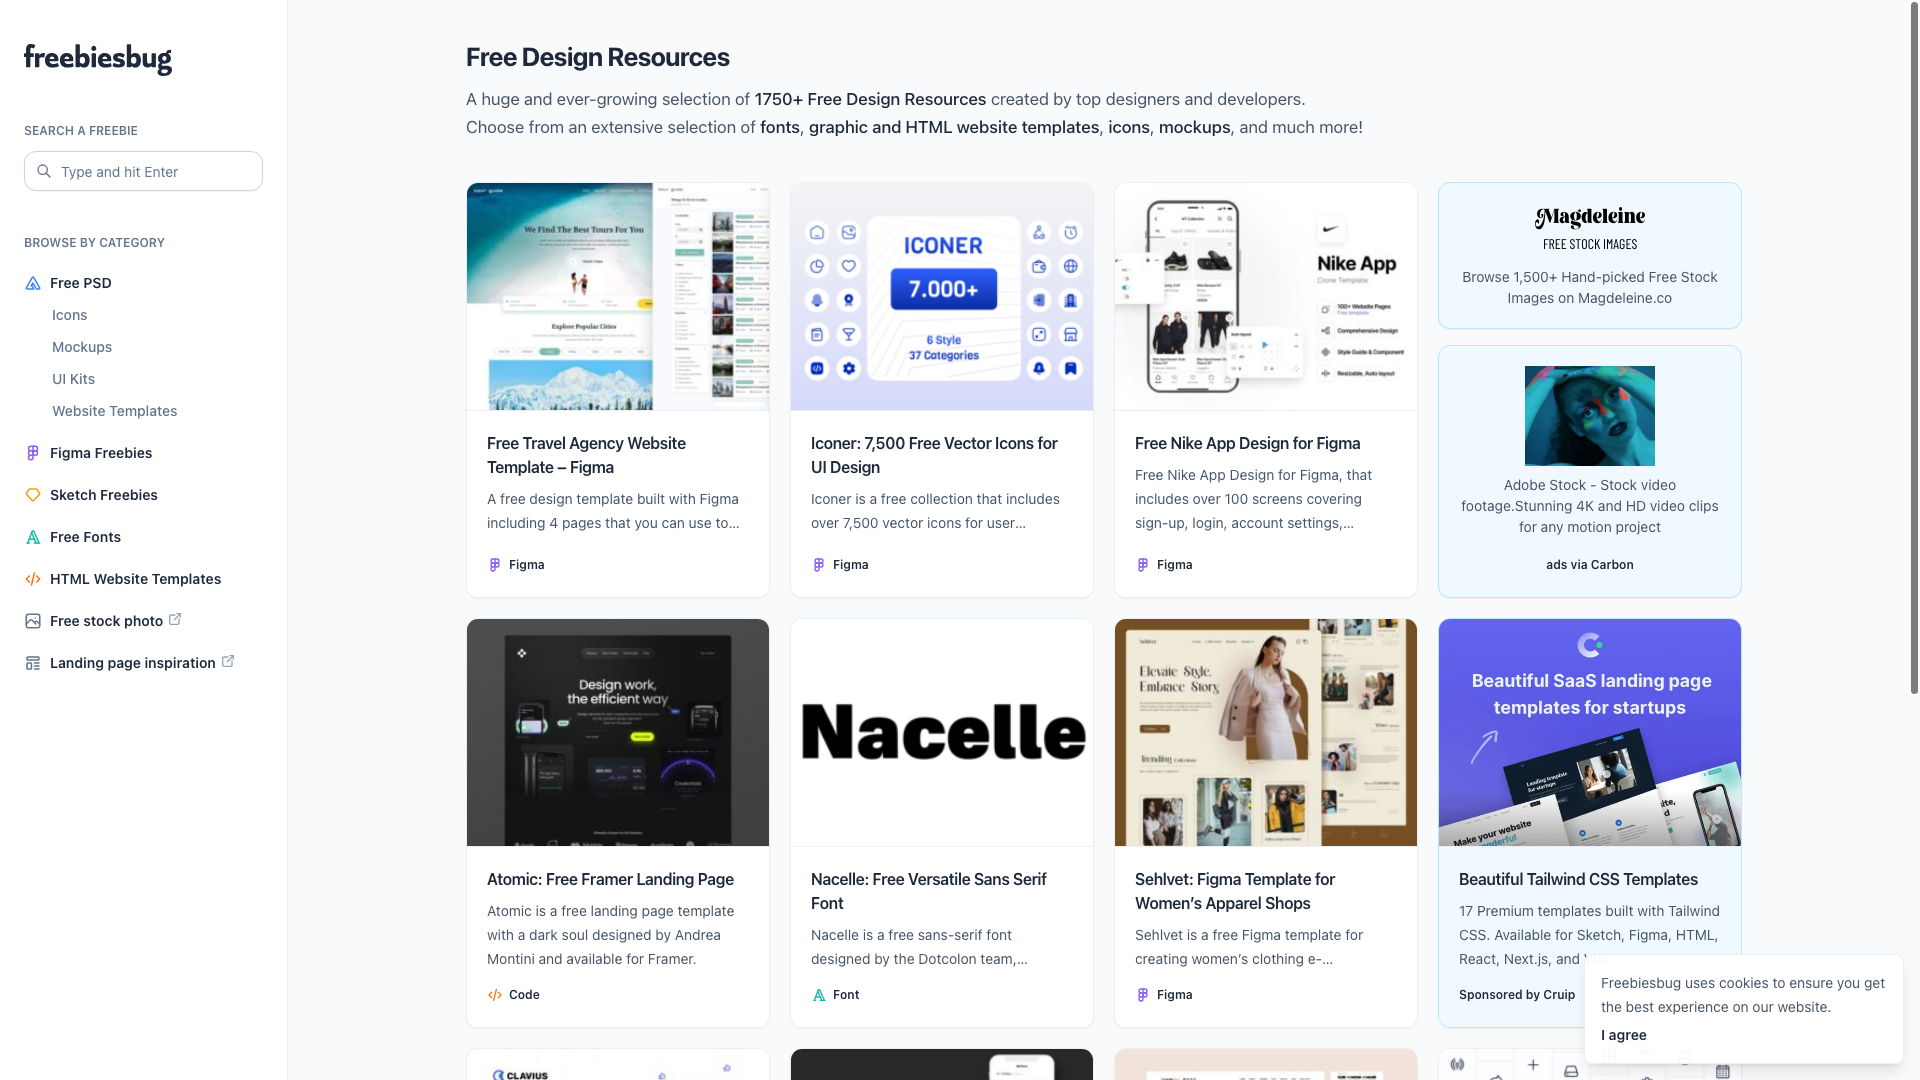 freebiesbug
SEARCH A FREEBIE
Type and hit Enter
BROWSE BY CATEGORY
Free PSD
Icons
Mockups
UI Kits
Website Templates
Figma Freebies
Sketch Freebies
Free Fonts
HTML Website Templates
Free stock photo
Landing page inspiration
Free Design Resources
A huge and ever-growing selection of 1750+ Free Design Resources created by top designers and developers.
Choose from an extensive selection of fonts, graphic and HTML website templates, icons, mockups, and much more!
We Find The Best Tours For You
Explore Popular Cities
Free Travel Agency Website
Template – Figma
A free design template built with Figma
including 4 pages that you can use to...
Figma
ICONER
7.000+
6 Style
37 Categories
Iconer: 7,500 Free Vector Icons for
UI Design
Iconer is a free collection that includes
over 7,500 vector icons for user...
Figma
Nike App
Clone Template
100+ Website Pages
Free template
Comprehensive Design
Style Guide & Component
Resizable, Auto layout
Free Nike App Design for Figma
Free Nike App Design for Figma, that
includes over 100 screens covering
sign-up, login, account settings,...
Figma
Magdeleine
FREE STOCK IMAGES
Browse 1,500+ Hand-picked Free Stock
Images on Magdeleine.co
Adobe Stock - Stock video
footage.Stunning 4K and HD video clips
for any motion project
ads via Carbon
Design work,
the efficient way
Credentials
Atomic: Free Framer Landing Page
Atomic is a free landing page template
with a dark soul designed by Andrea
Montini and available for Framer.
Code
Nacelle
Nacelle: Free Versatile Sans Serif
Font
Nacelle is a free sans-serif font
designed by the Dotcolon team,...
Font
Sehlvet
Elevate Style.
Embrace Story
Trending Collections
Sehlvet: Figma Template for
Women's Apparel Shops
Sehlvet is a free Figma template for
creating women's clothing e-...
Figma
Beautiful SaaS landing page
templates for startups
Landing template
for startups
Make your website
wonderful
Beautiful Tailwind CSS Templates
17 Premium templates built with Tailwind
CSS. Available for Sketch, Figma, HTML,
React, Next.js, and Vue
Sponsored by Cruip
Freebiesbug uses cookies to ensure you get
the best experience on our website.
I agree
CLAVIUS